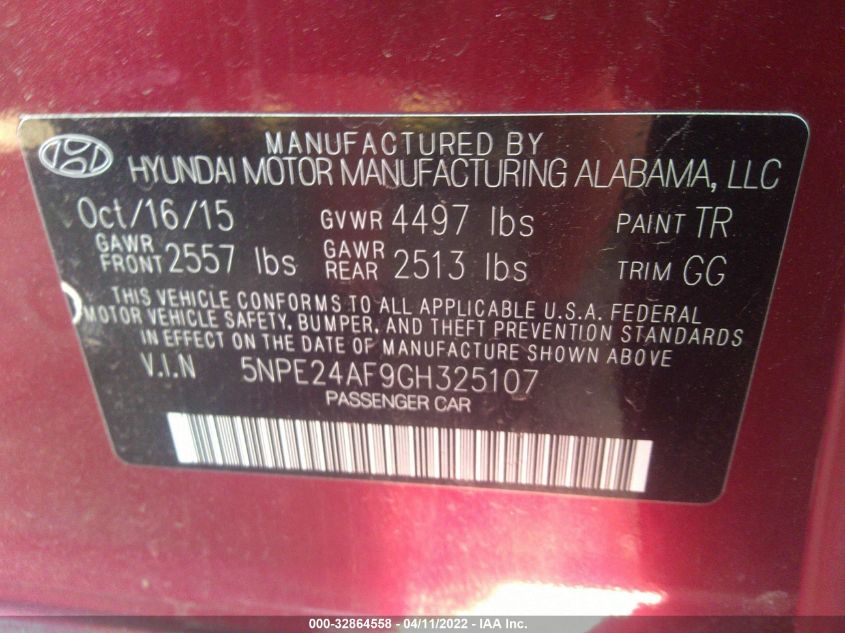 MANUFACTURED BY
HYUNDAI MOTOR MANUFACTURING ALABAMA, LLC
Oct/16/15 GVWR 4497 lbs PAINT TR
GAWR FRONT 2557 lbs GAWR REAR 2513 lbs TRIM GG
THIS VEHICLE CONFORMS TO ALL APPLICABLE U.S.A. FEDERAL
MOTOR VEHICLE SAFETY, BUMPER, AND THEFT PREVENTION STANDARDS
IN EFFECT ON THE DATE OF MANUFACTURE SHOWN ABOVE.
V.I.N 5NPE24AF9GH325107
PASSENGER CAR
000-32864558 - 04/11/2022 - IAA Inc.